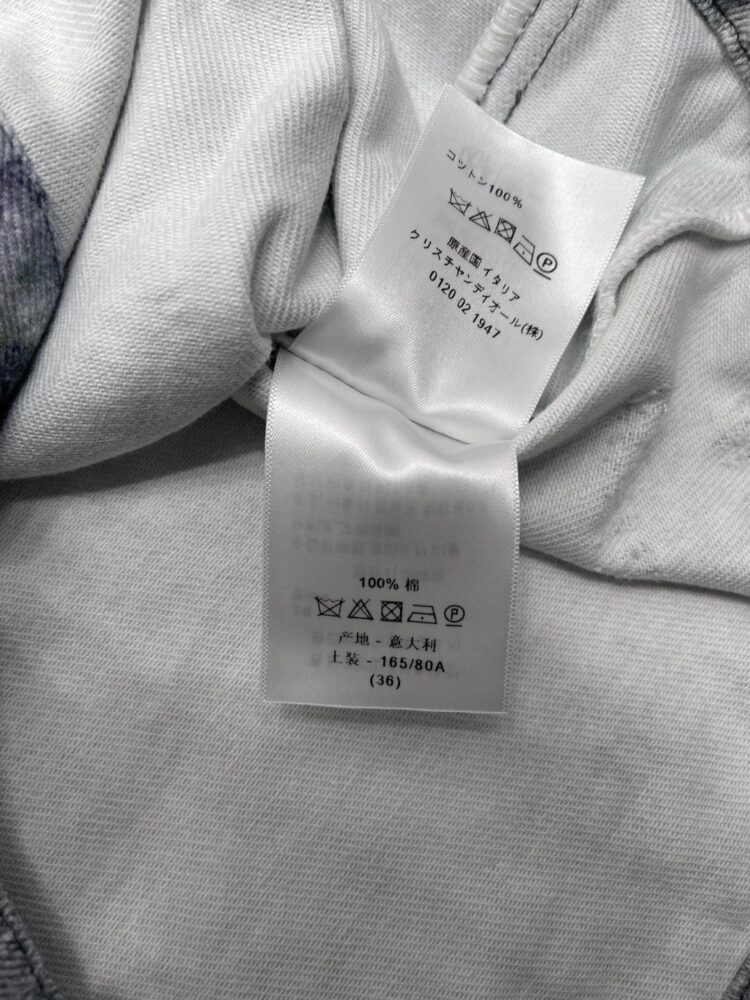 コットン100%
原産国 イタリア
クリスチャンディオール(株)
0120 02 1947
100% 棉
产地 - 意大利
上装 - 165/80A
(36)